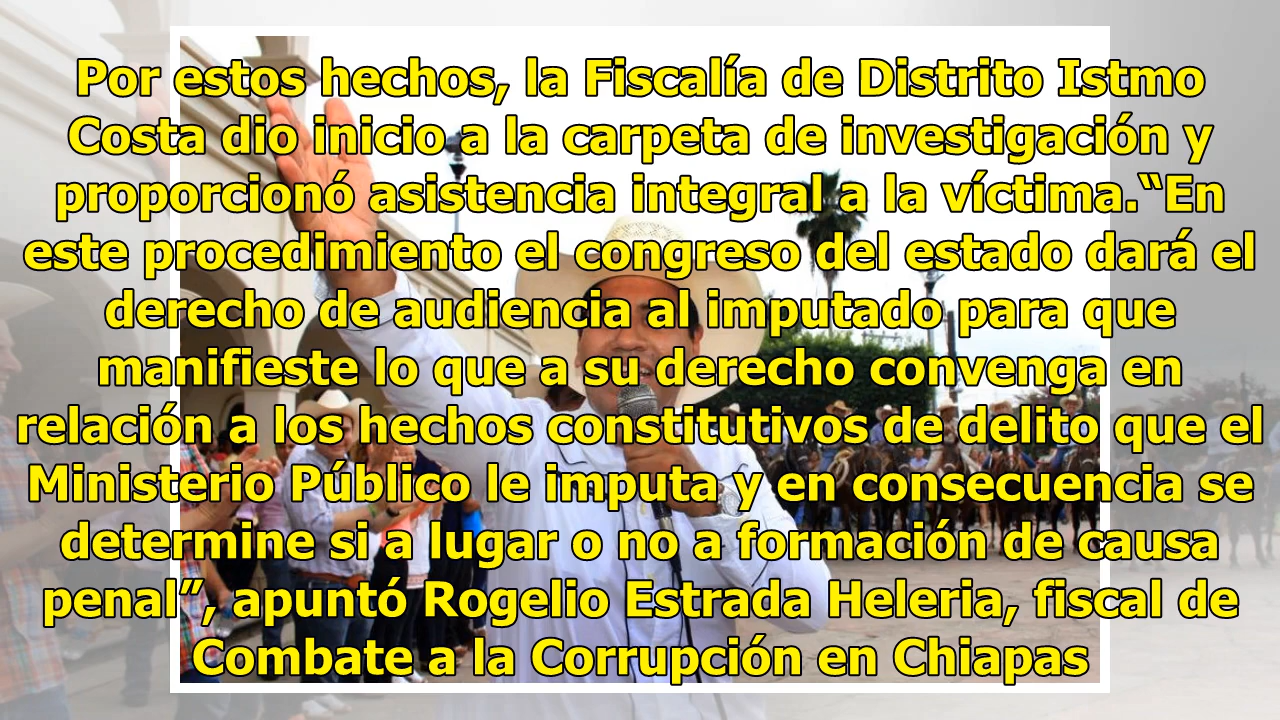 Por estos hechos, la Fiscalía de Distrito Istmo
Costa dio inicio a la carpeta de investigación y
proporcionó asistencia integral a la víctima.“En
este procedimiento el congreso del estado dará el
derecho de audiencia al imputado para que
manifieste lo que a su derecho convenga en
relación a los hechos constitutivos de delito que el
Ministerio Público le imputa y en consecuencia se
determine si a lugar o no a formación de causa
penal”, apuntó Rogelio Estrada Heleria, fiscal de
Combate a la Corrupción en Chiapas